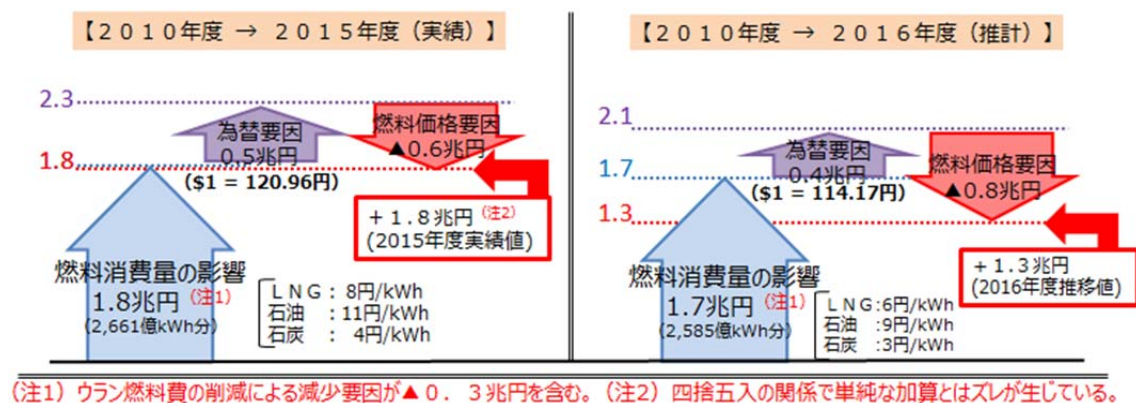 【２０１０年度 → ２０１５年度（実績）】
2.3
為替要因
0.5兆円
燃料価格要因
▲0.6兆円
1.8
（$1 = 120.96円）
＋１.８兆円（注2）
（2015年度実績値）
燃料消費量の影響
1.8兆円（注1）
（2,661億kWh分）
ＬＮＧ： 8円/kWh
石油 ：11円/kWh
石炭 ： 4円/kWh
【２０１０年度 → ２０１６年度（推計）】
2.1
為替要因
0.4兆円
燃料価格要因
▲0.8兆円
1.7
（$1 = 114.17円）
1.3
＋１.３兆円
（2016年度推移値）
燃料消費量の影響
1.7兆円（注1）
（2,585億kWh分）
ＬＮＧ:6円/kWh
石油 :9円/kWh
石炭 :3円/kWh
（注1）ウラン燃料費の削減による減少要因が▲０．３兆円を含む。（注2）四捨五入の関係で単純な加算とはズレが生じている。